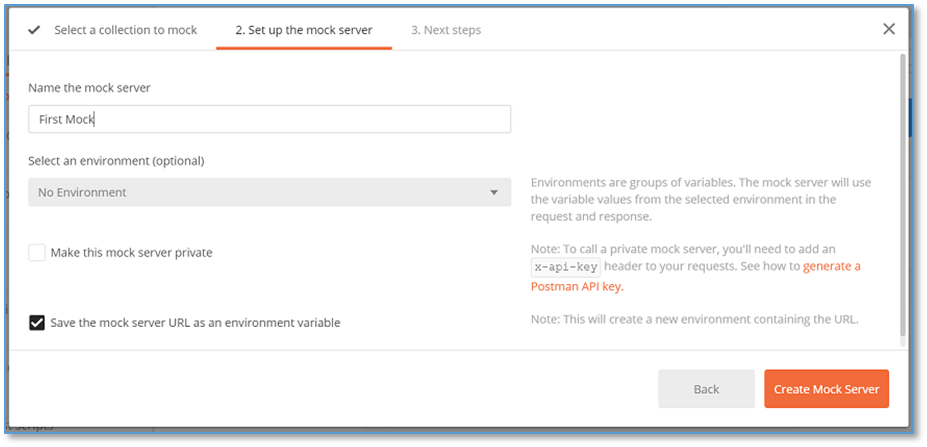 Select a collection to mock
2. Set up the mock server
3. Next steps
Name the mock server
First Mock
Select an environment (optional)
No Environment
Environments are groups of variables. The mock server will use
the variable values from the selected environment in the
request and response.
Make this mock server private
Note: To call a private mock server, you'll need to add an
x-api-key header to your requests. See how to generate a
Postman API key.
Save the mock server URL as an environment variable
Note: This will create a new environment containing the URL.
Back
Create Mock Server
scripts